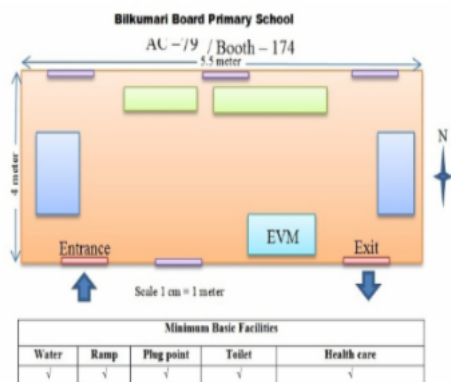 Bilkumari Board Primary School
AC –79 / Booth – 174
5.5 meter
4 meter
N
EVM
Entrance
Exit
Scale 1 cm = 1 meter
Minimum Basic Facilities
Water Ramp Plug point Toilet Health care
√ √ √ √ √